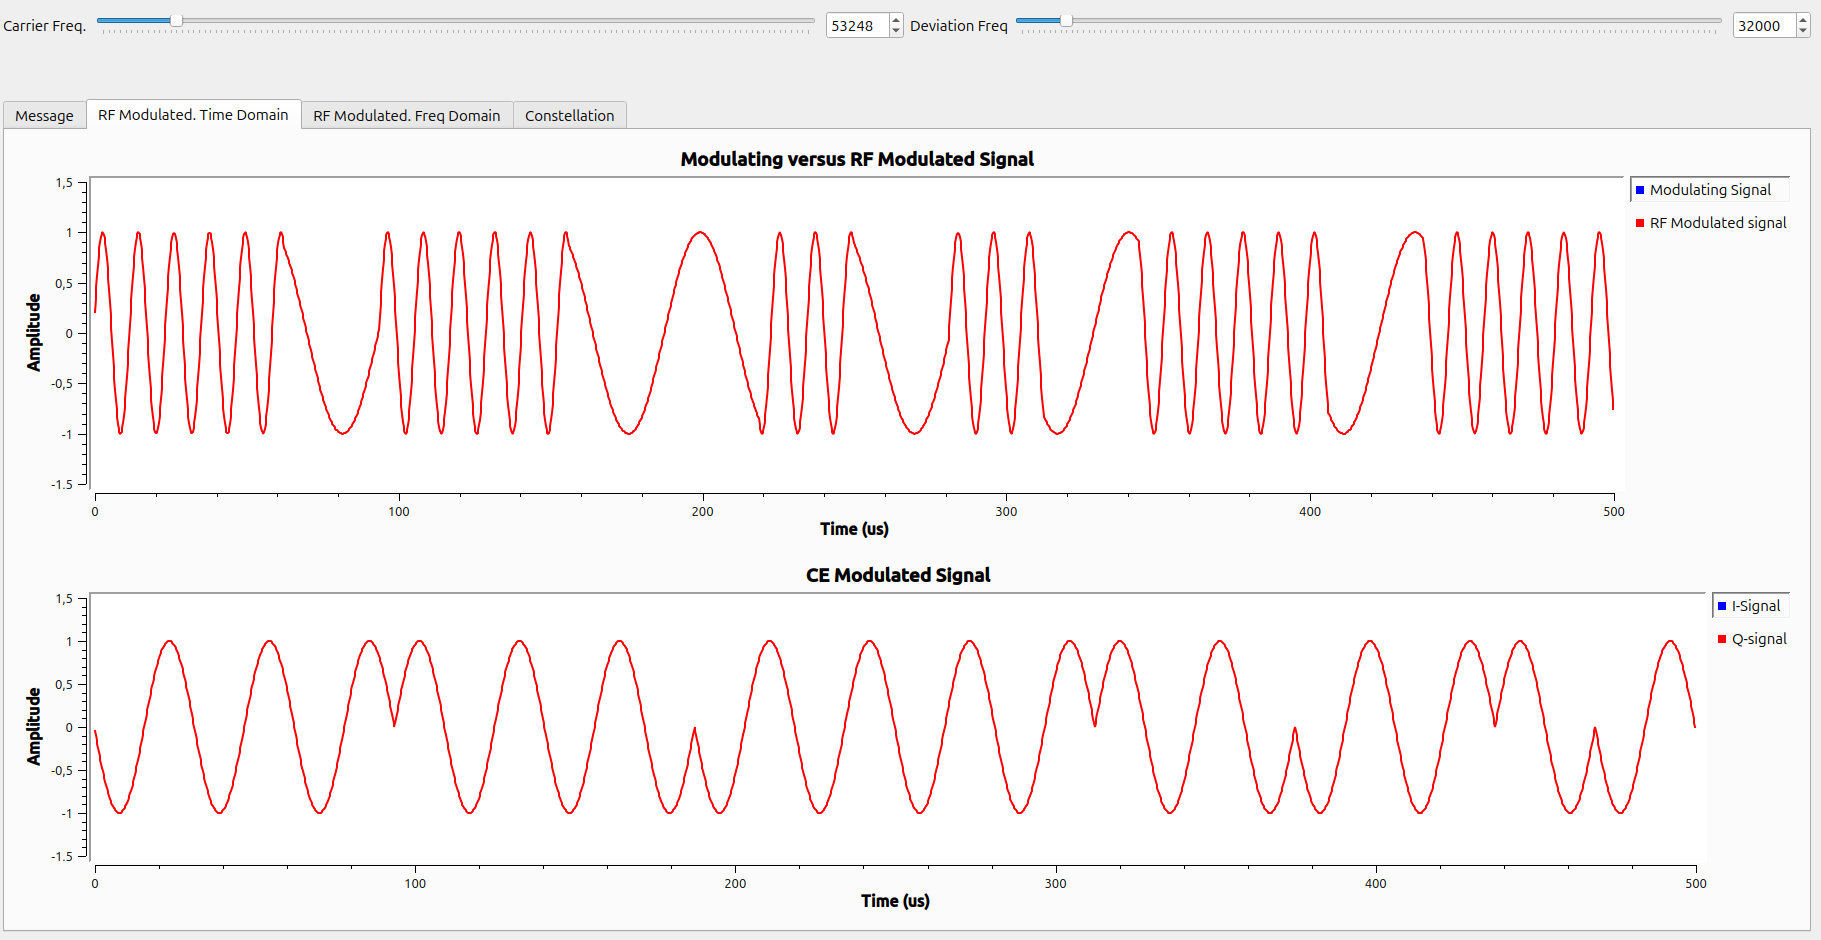 Carrier Freq. 53248 Deviation Freq 32000
Message RF Modulated. Time Domain RF Modulated. Freq Domain Constellation
Modulating versus RF Modulated Signal
1,5
1
0,5
0
-0,5
-1
-1.5
Amplitude
0 100 200 300 400 500
Time (us)
Modulating Signal
RF Modulated signal
CE Modulated Signal
1,5
1
0,5
0
-0,5
-1
-1.5
Amplitude
0 100 200 300 400 500
Time (us)
I-Signal
Q-signal